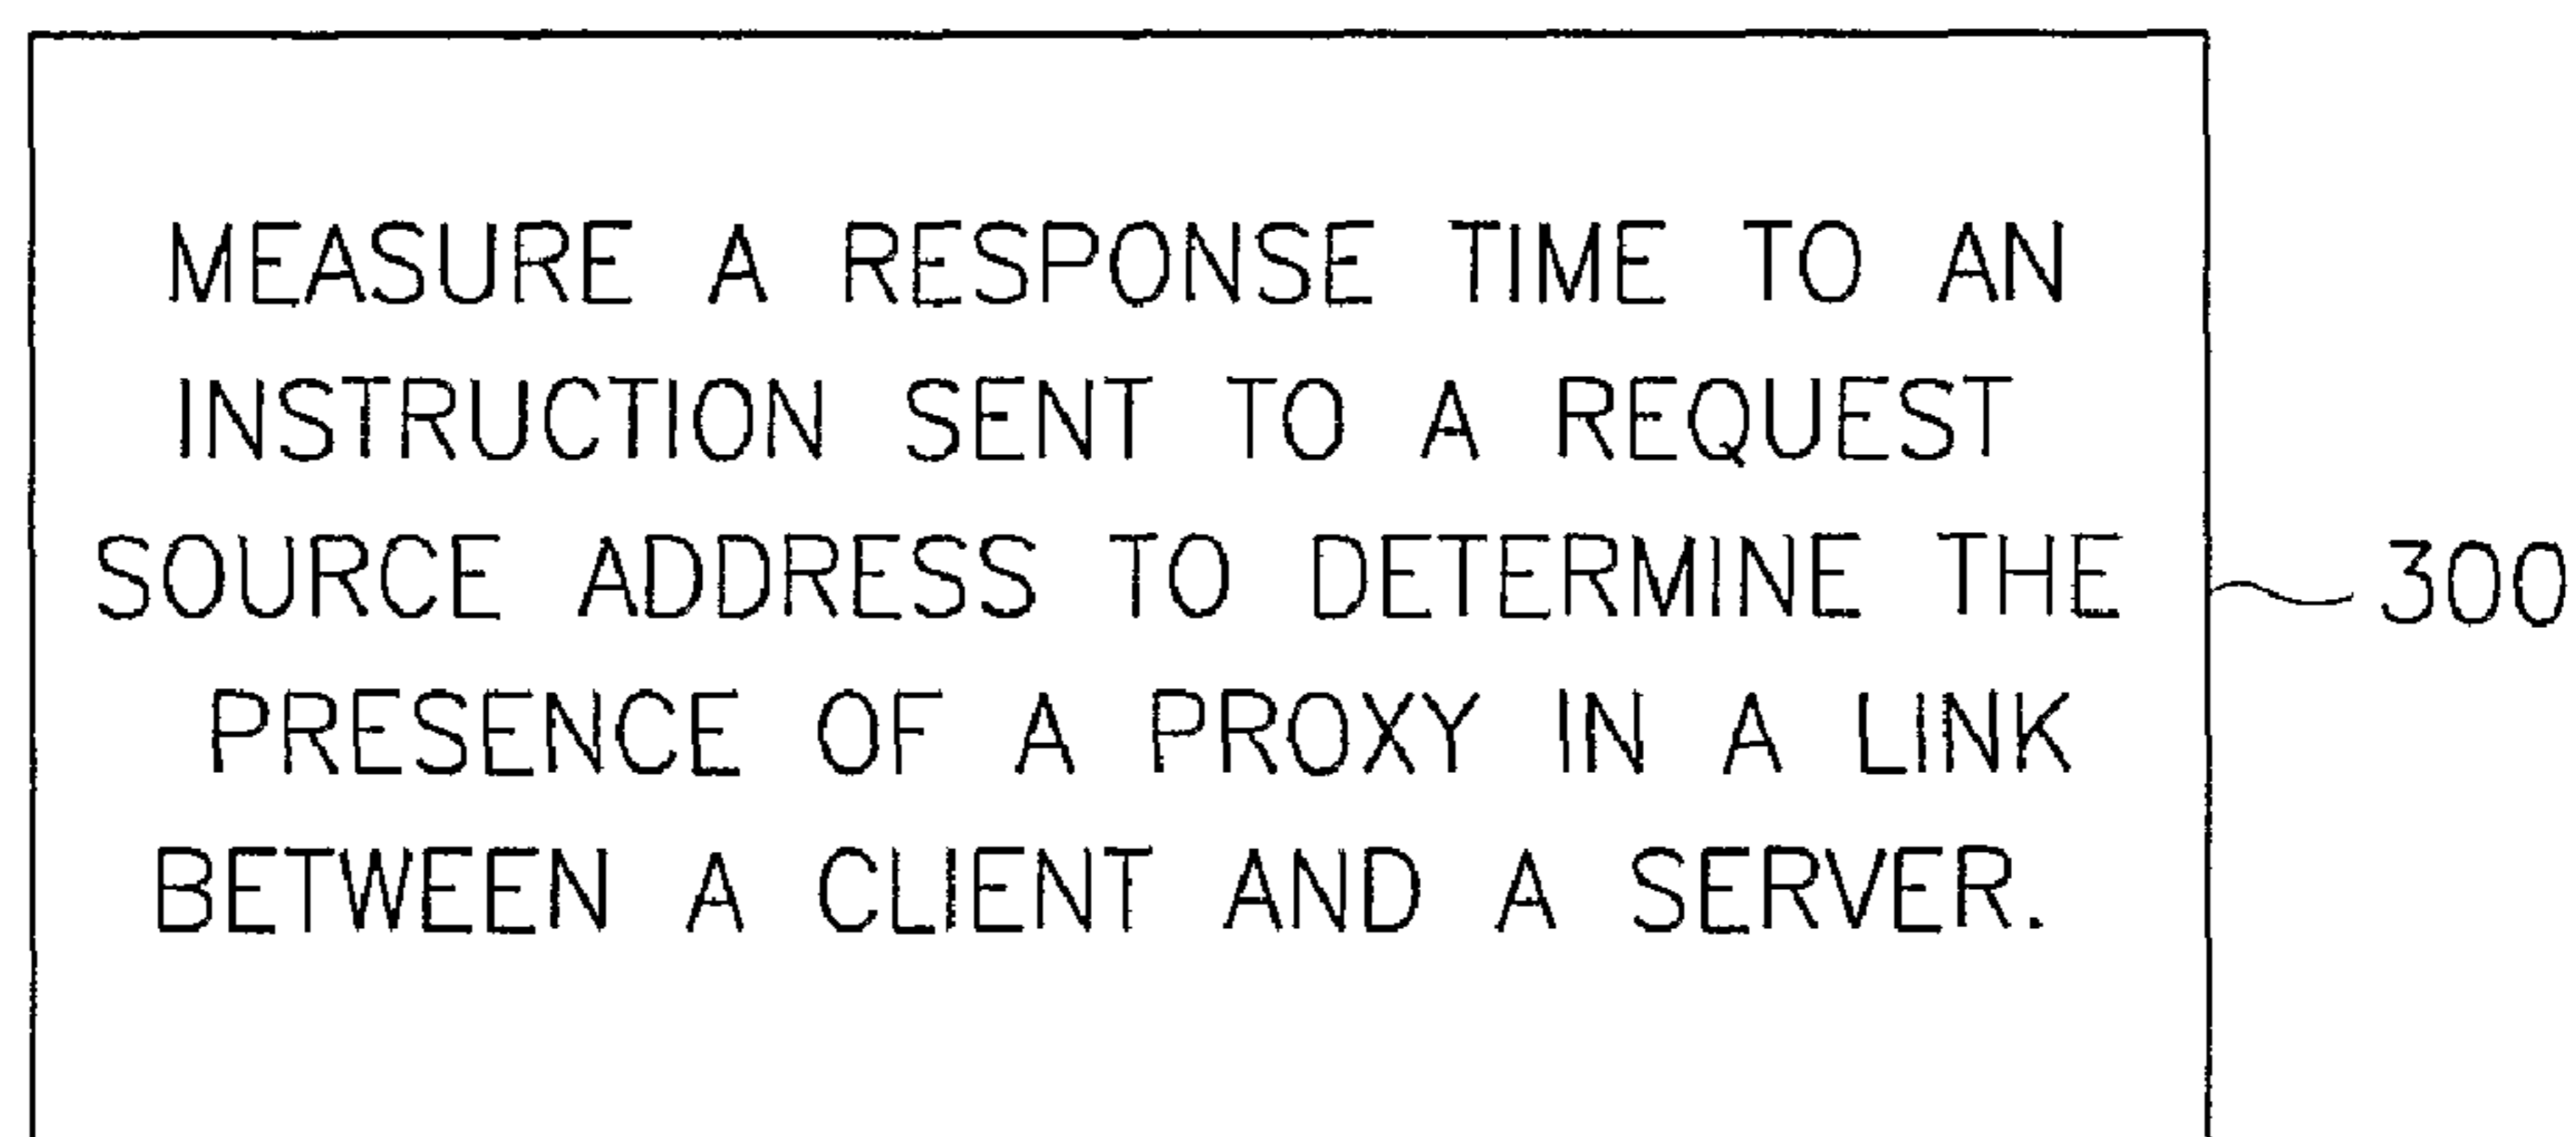 MEASURE A RESPONSE TIME TO AN
INSTRUCTION SENT TO A REQUEST
SOURCE ADDRESS TO DETERMINE THE
PRESENCE OF A PROXY IN A LINK
BETWEEN A CLIENT AND A SERVER.
300